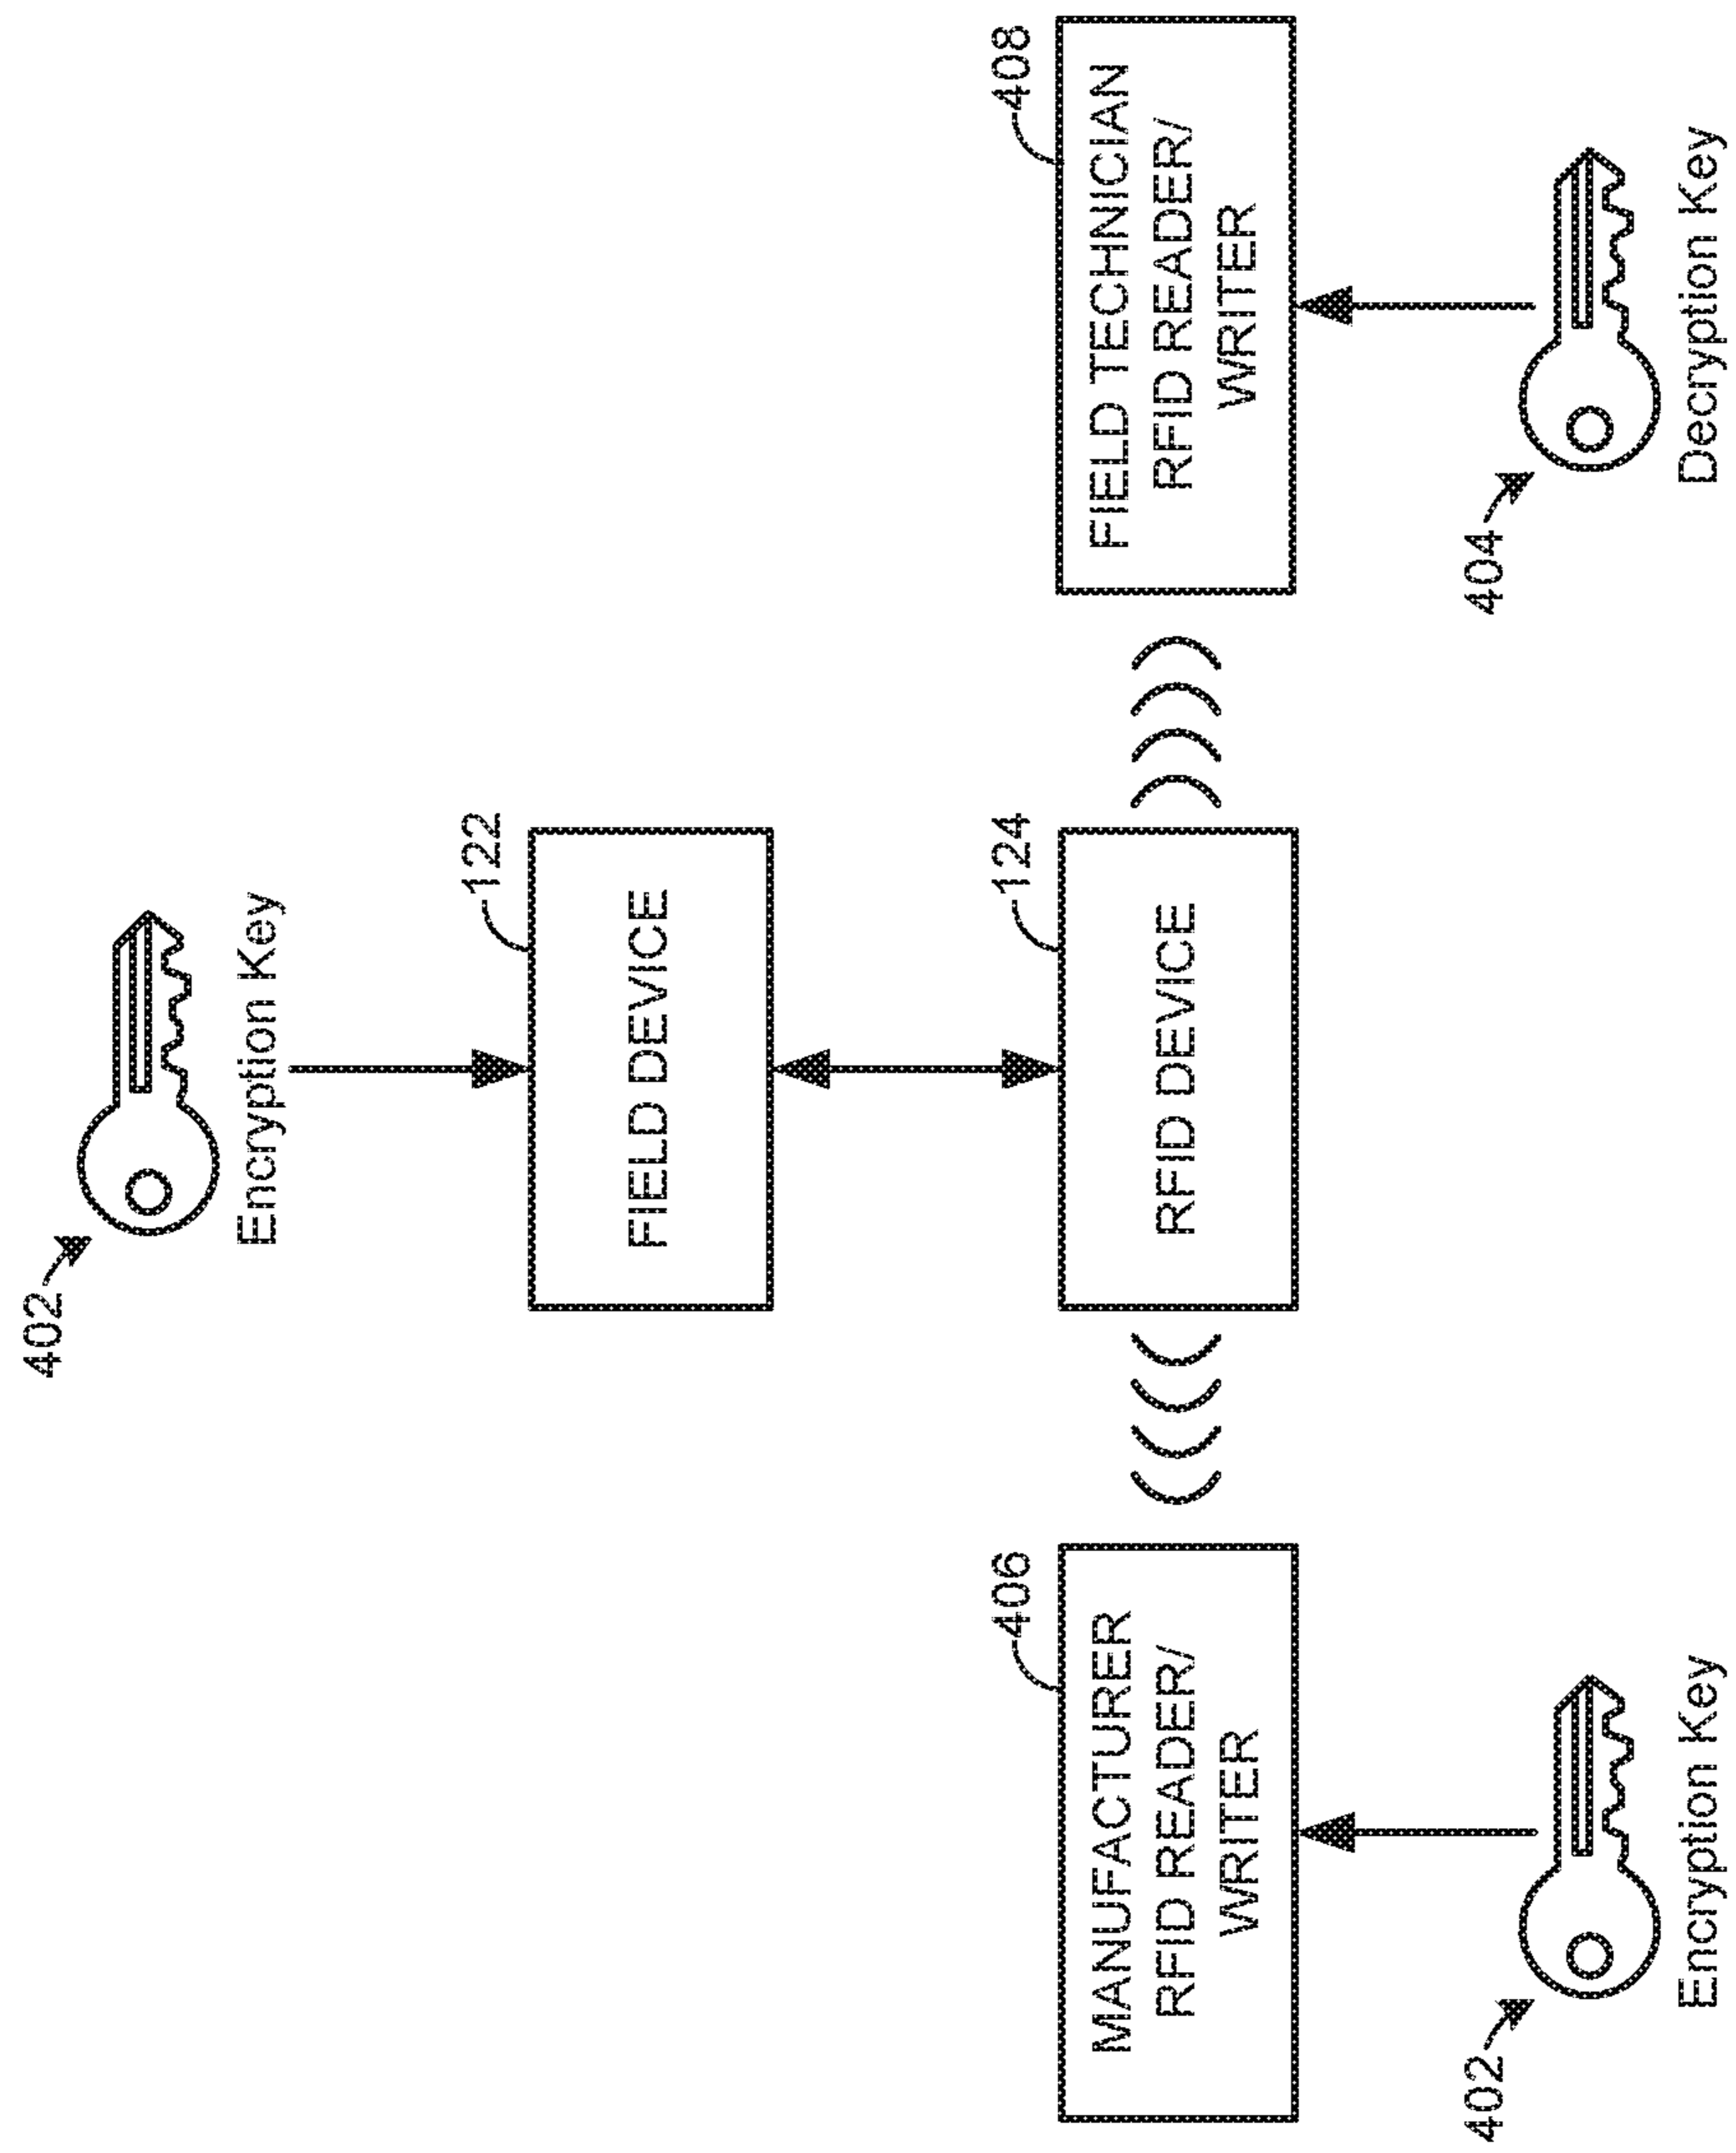 402
Encryption Key
122
FIELD DEVICE
124
RFID DEVICE
406
MANUFACTURER
RFID READER/
WRITER
408
FIELD TECHNICIAN
RFID READER/
WRITER
402
Encryption Key
404
Decryption Key